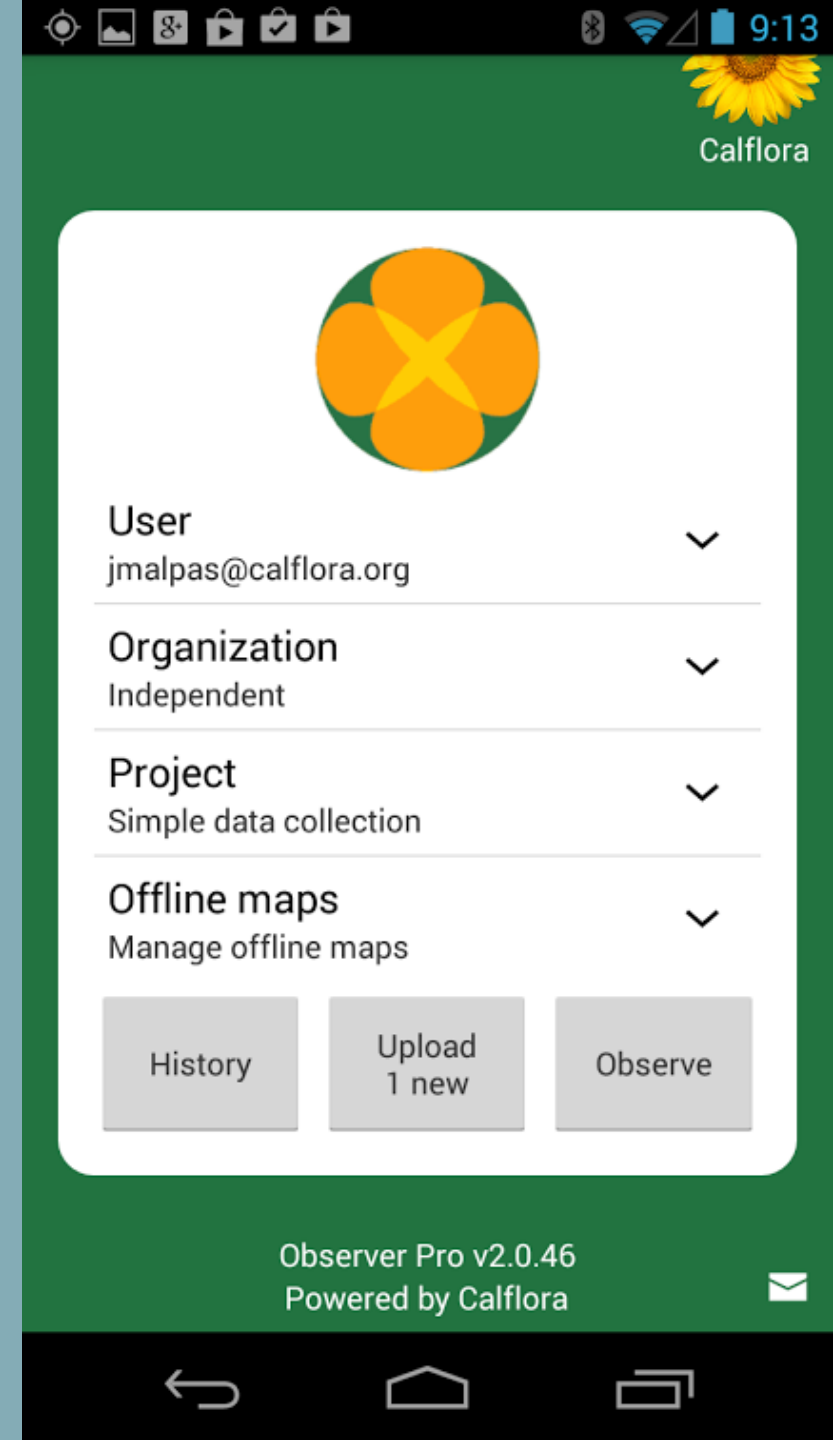 9:13
Calflora
User
jmalpas@calflora.org
Organization
Independent
Project
Simple data collection
Offline maps
Manage offline maps
History
Upload
1 new
Observe
Observer Pro v2.0.46
Powered by Calflora